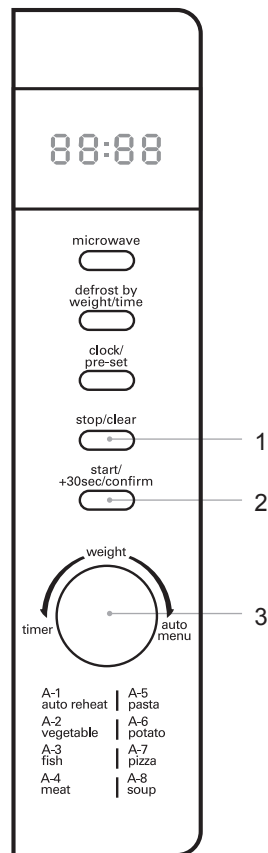 88:88
microwave
defrost by
weight/time
clock/
pre-set
stop/clear
1
start/
+30sec/confirm
2
weight
3
timer
auto
menu
A-1
auto reheat
A-2
vegetable
A-3
fish
A-4
meat
A-5
pasta
A-6
potato
A-7
pizza
A-8
soup